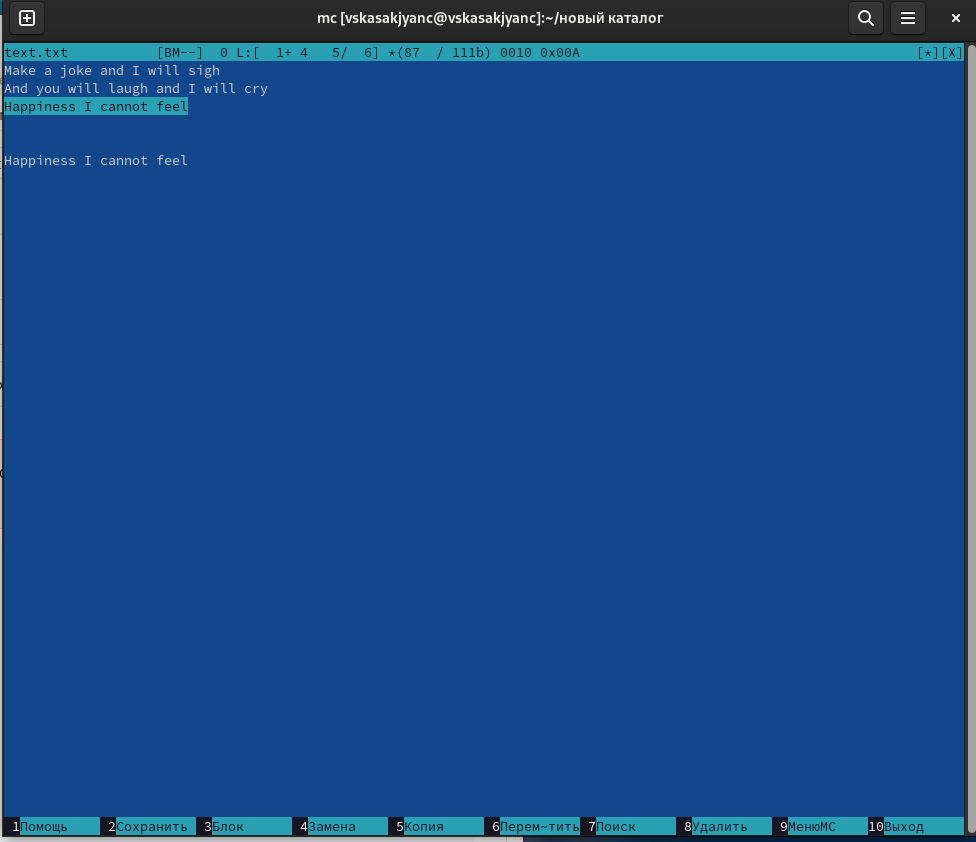 mc [vskasakjyanc@vskasakjyanc]:~/новый каталог
text.txt           [BM--]  0 L:[  1+ 4   5/  6] *(87  / 111b) 0010 0x00A                                          [*][X]
Make a joke and I will sigh
And you will laugh and I will cry
Happiness I cannot feel
Happiness I cannot feel
1Помощь 2Сохранить 3Блок 4Замена 5Копия 6Перем~тить 7Поиск 8Удалить 9МенюMC 10Выход